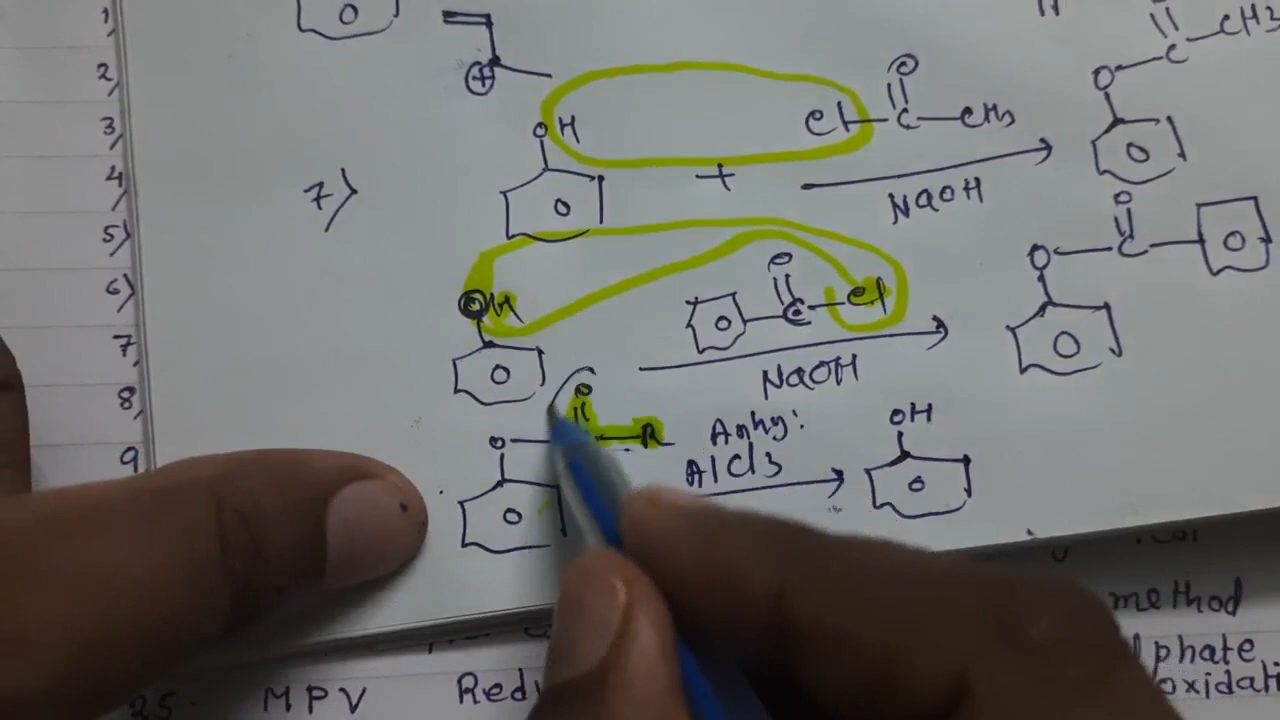 1,
2,
3,
4,
5)
6)
7,
8,
9
CH3
O
C
O
OH
Cl—C—CH3
O
7)
+
NaOH
O
O—C
OH
O
C—Cl
NaOH
O
O
R
Anhy:
AlCl3
OH
method
phate
oxidati
25. MPV Red